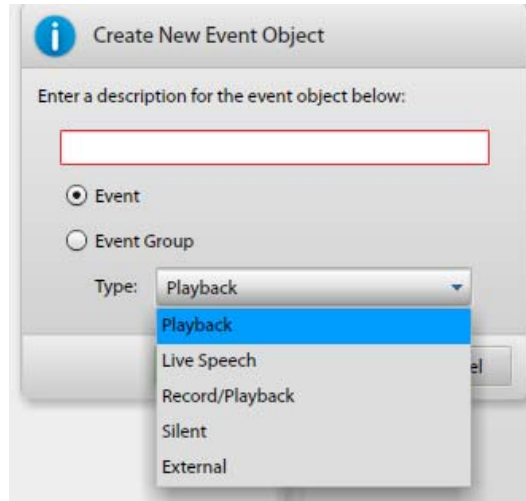 Create New Event Object
Enter a description for the event object below:
Event
Event Group
Type: Playback
Playback
Live Speech
Record/Playback
Silent
External